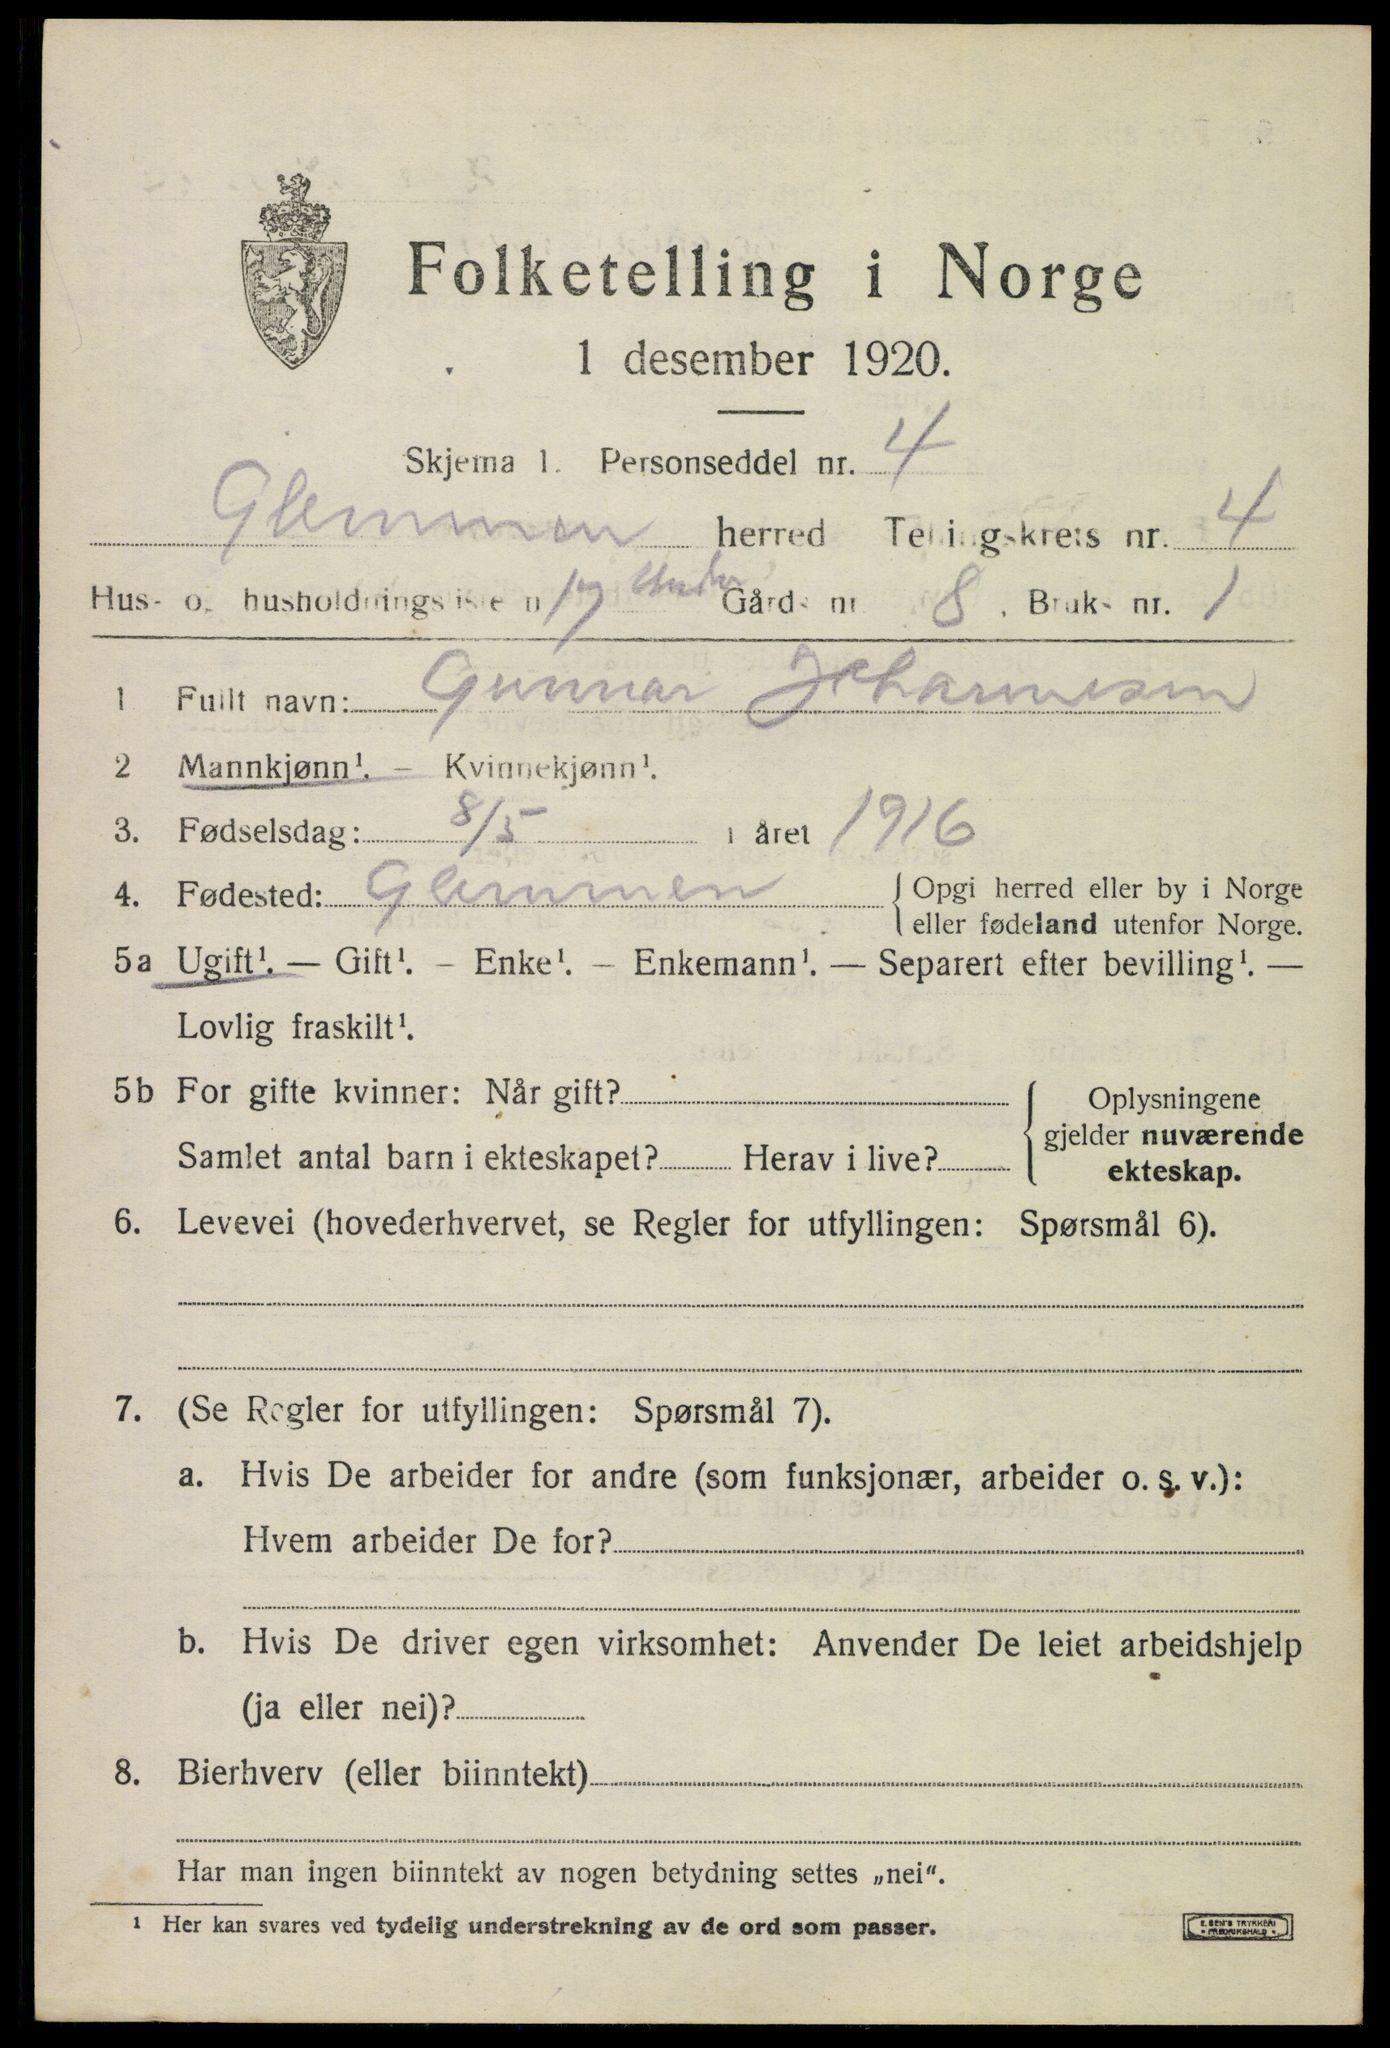 Folketelling i Norge
1 desember 1920.
Skjema 1. Personseddel nr. 4
Glemmen herred Tellingskrets nr. 4
Hus- og husholdningsliste nr 17 Gårds nr. 8. Bruks nr. 1
1 Fullt navn: Gunnar Johannesen
2 Mannkjønn¹. – Kvinnekjønn¹.
3. Fødselsdag: 8/5 i året 1916
4. Fødested: Glemmen { Opgi herred eller by i Norge
eller fødeland utenfor Norge.
5a Ugift¹. — Gift¹. – Enke¹. – Enkemann¹. — Separert efter bevilling¹. —
Lovlig fraskilt¹.
5b For gifte kvinner: Når gift?
Samlet antal barn i ekteskapet? Herav i live?
{ Oplysningene
gjelder nuværende
ekteskap.
6. Levevei (hovederhvervet, se Regler for utfyllingen: Spørsmål 6).
7. (Se Regler for utfyllingen: Spørsmål 7).
a. Hvis De arbeider for andre (som funksjonær, arbeider o. s. v.):
Hvem arbeider De for?
b. Hvis De driver egen virksomhet: Anvender De leiet arbeidshjelp
(ja eller nei)?
8. Bierhverv (eller biinntekt)
Har man ingen biinntekt av nogen betydning settes „nei“.
¹ Her kan svares ved tydelig understrekning av de ord som passer.
E. SEM'S TRYKKERI
• FREDRIKSHALD •